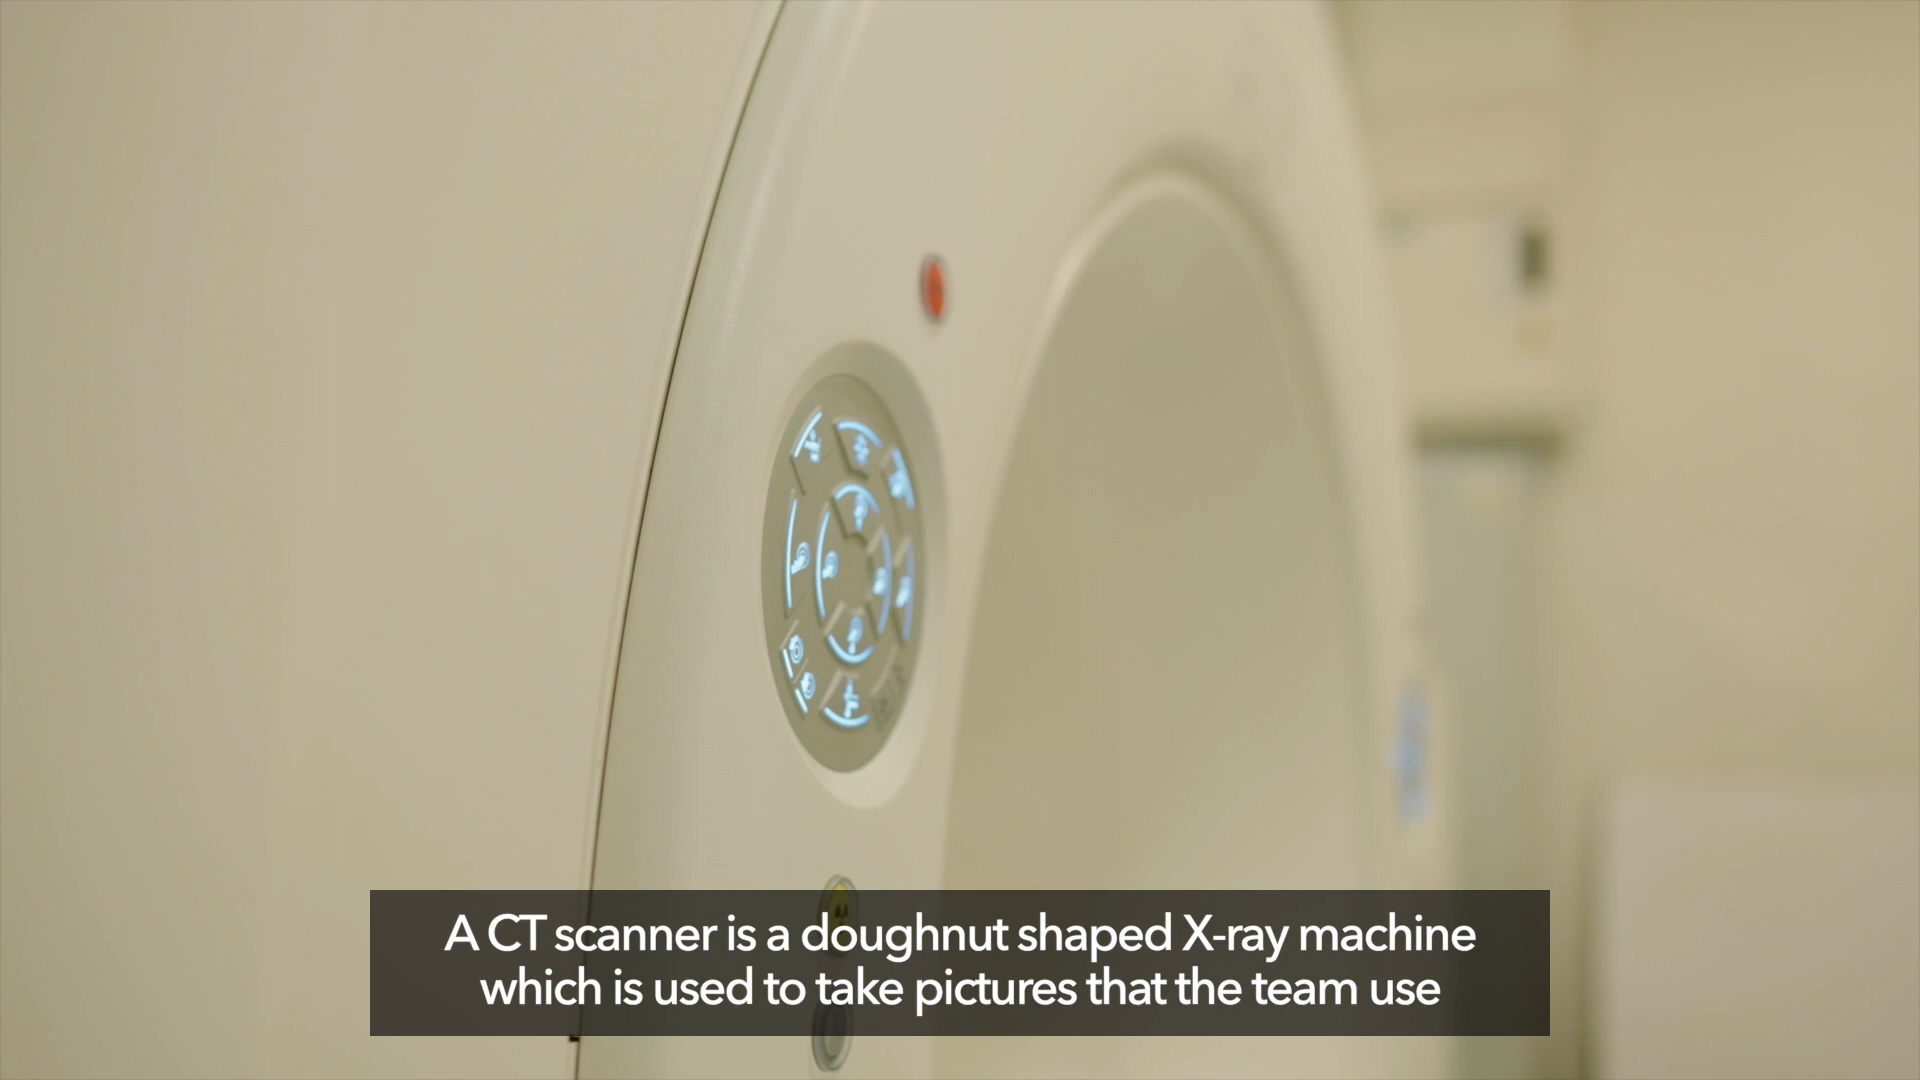 A CT scanner is a doughnut shaped X-ray machine
which is used to take pictures that the team use